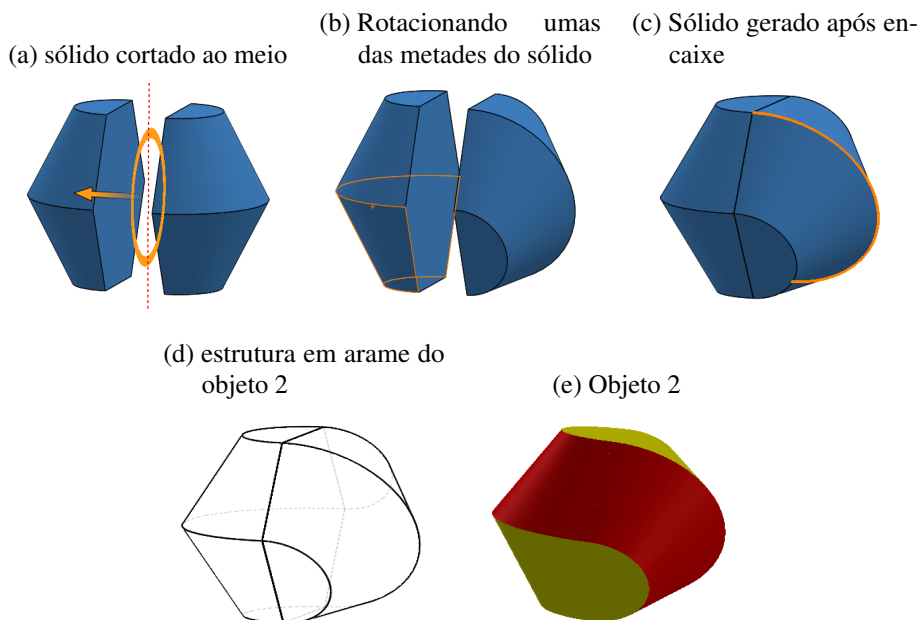 (a) sólido cortado ao meio
(b) Rotacionando umas
das metades do sólido
(c) Sólido gerado após en-
caixe
(d) estrutura em arame do
objeto 2
(e) Objeto 2